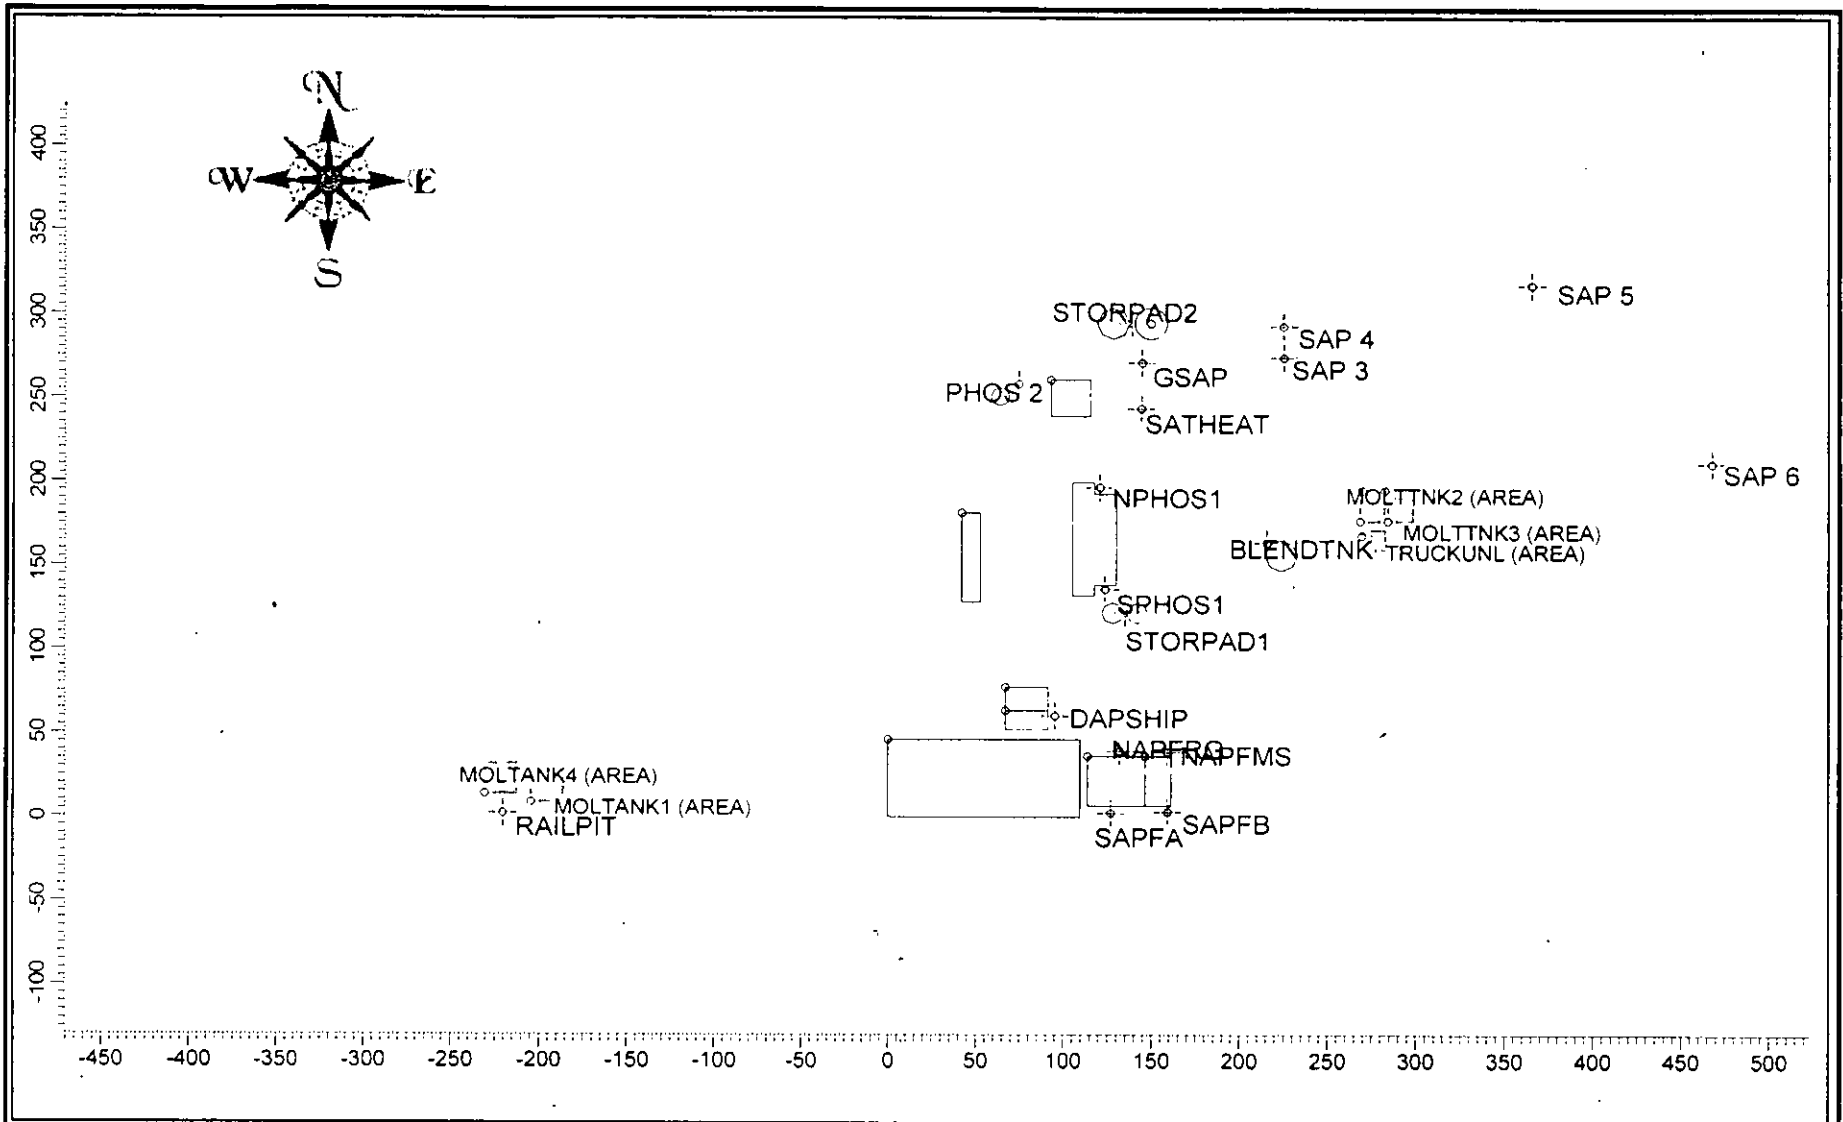 N
W E
S
400
350
300
250
200
150
100
50
0
-50
-100
SAP 5
STORPAD2
SAP 4
SAP 3
GSAP
PHOS 2
SATHEAT
SAP 6
NPHOS1
MOLTTNK2 (AREA)
MOLTTNK3 (AREA)
BLENDTNK
TRUCKUNL (AREA)
SPHOS1
STORPAD1
DAPSHIP
NAPFMS
MOLTANK4 (AREA)
MOLTANK1 (AREA)
RAILPIT
SAPFB
SAPFA
-450 -400 -350 -300 -250 -200 -150 -100 -50 0 50 100 150 200 250 300 350 400 450 500